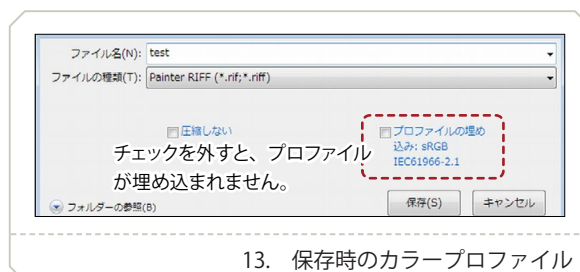 ファイル名(N): test
ファイルの種類(T): Painter RIFF (*.rif;*.riff)
圧縮しない
プロファイルの埋め
込み: sRGB
IEC61966-2.1
チェックを外すと、プロファイル
が埋め込まれません。
フォルダーの参照(B)
保存(S)
キャンセル
13. 保存時のカラープロファイル